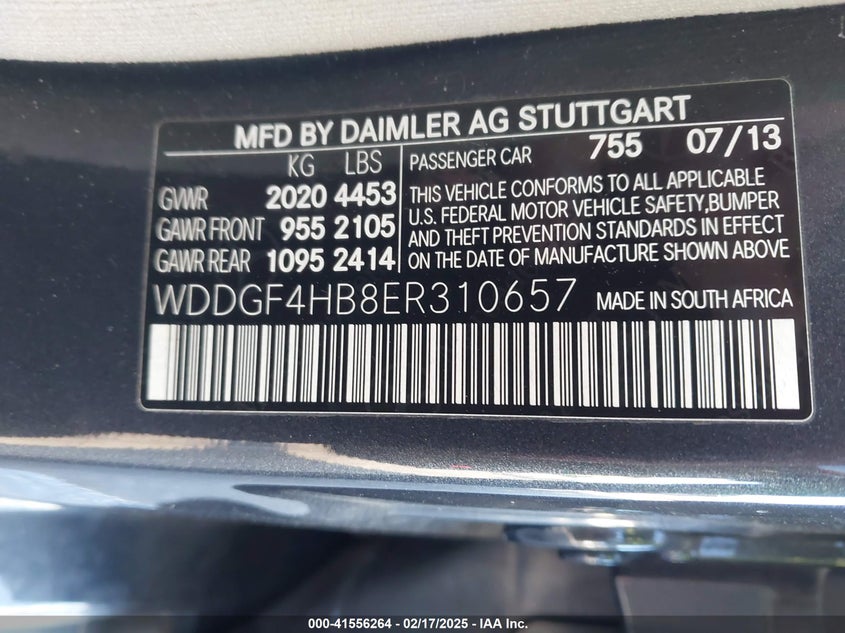 MFD BY DAIMLER AG STUTTGART
KG LBS
GVWR 2020 4453
GAWR FRONT 955 2105
GAWR REAR 1095 2414
PASSENGER CAR 755 07/13
THIS VEHICLE CONFORMS TO ALL APPLICABLE
U.S. FEDERAL MOTOR VEHICLE SAFETY,BUMPER
AND THEFT PREVENTION STANDARDS IN EFFECT
ON THE DATE OF MANUFACTURE SHOWN ABOVE
WDDGF4HB8ER310657 MADE IN SOUTH AFRICA
000-41556264 - 02/17/2025 - IAA Inc.